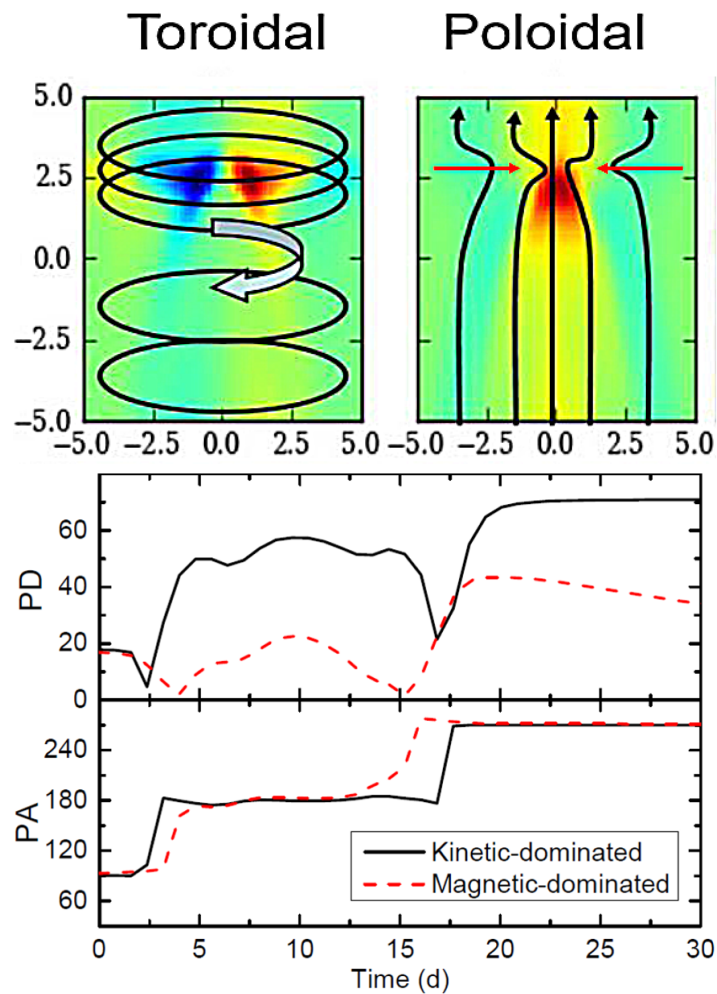 Toroidal Poloidal
5.0 5.0
2.5 2.5
0.0 0.0
−2.5 −2.5
−5.0 −5.0
−5.0 −2.5 0.0 2.5 5.0 −5.0 −2.5 0.0 2.5 5.0
60
40
PD
20
0
240
180
PA
120
60
Kinetic-dominated
Magnetic-dominated
0 5 10 15 20 25 30
Time (d)